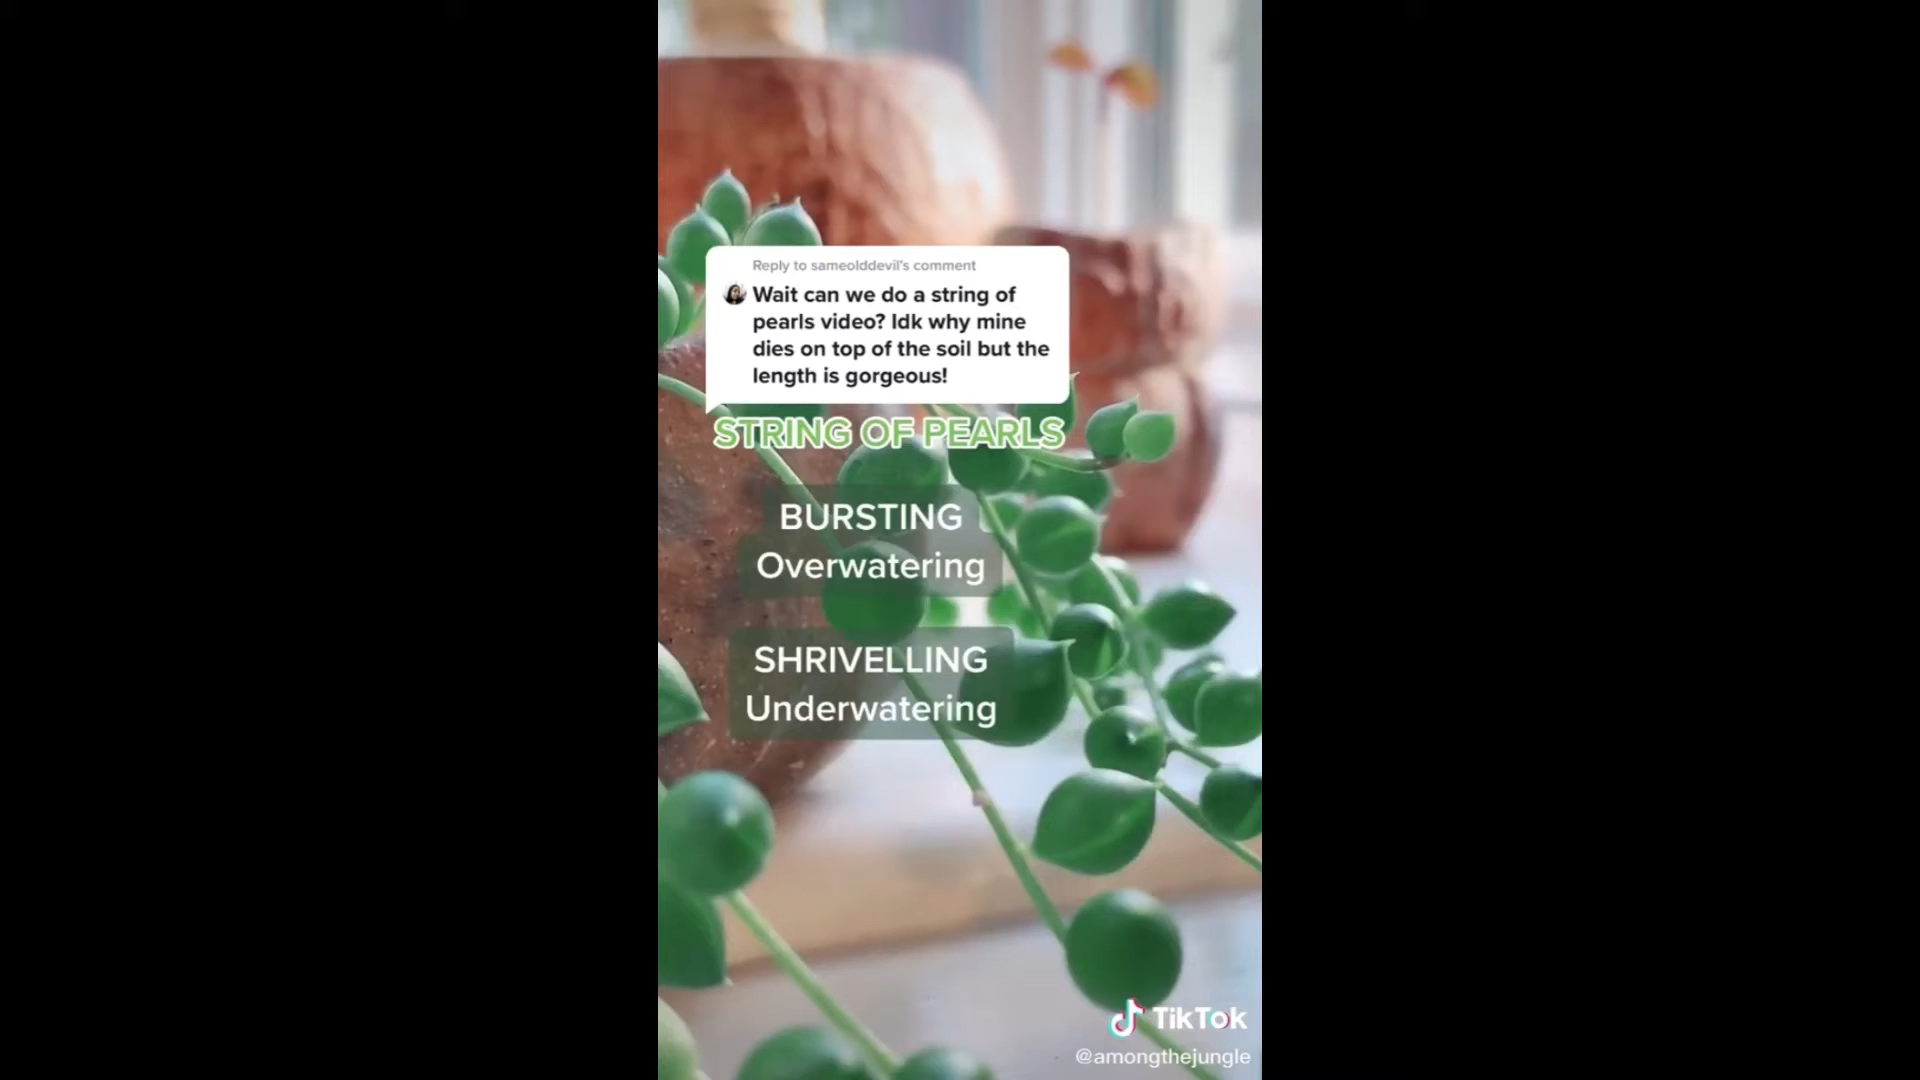 Reply to sameolddevil's comment
Wait can we do a string of
pearls video? Idk why mine
dies on top of the soil but the
length is gorgeous!
STRING OF PEARLS
BURSTING
Overwatering
SHRIVELLING
Underwatering
TikTok
@amongthejungle